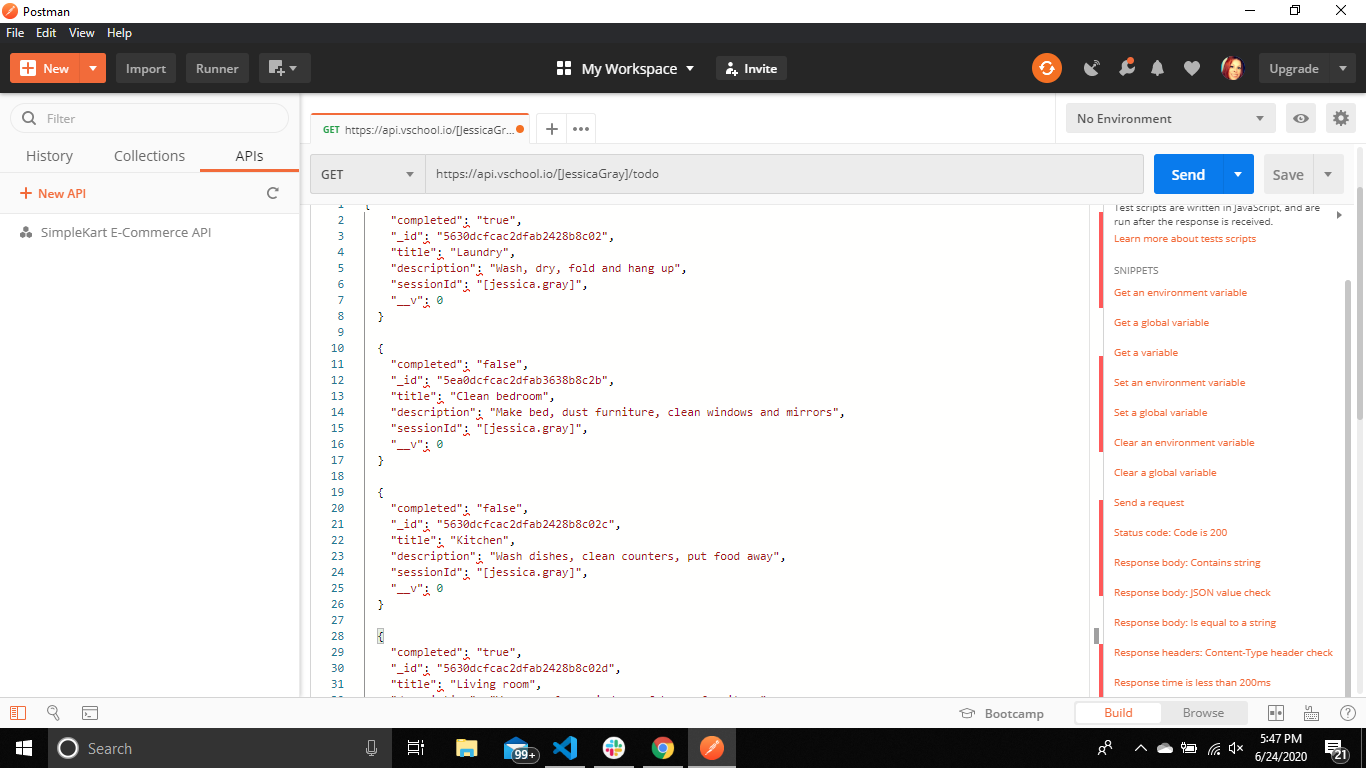 Postman
File Edit View Help
New Import Runner My Workspace Invite Upgrade
Filter
History Collections APIs
+ New API
SimpleKart E-Commerce API
GET https://api.vschool.io/[JessicaGr...
No Environment
GET https://api.vschool.io/[JessicaGray]/todo Send Save
1 {
2 "completed": "true",
3 "_id": "5630dcfcac2dfab2428b8c02",
4 "title": "Laundry",
5 "description": "Wash, dry, fold and hang up",
6 "sessionId": "[jessica.gray]",
7 "__v": 0
8 }
9
10 {
11 "completed": "false",
12 "_id": "5ea0dcfcac2dfab3638b8c2b",
13 "title": "Clean bedroom",
14 "description": "Make bed, dust furniture, clean windows and mirrors",
15 "sessionId": "[jessica.gray]",
16 "__v": 0
17 }
18
19 {
20 "completed": "false",
21 "_id": "5630dcfcac2dfab2428b8c02c",
22 "title": "Kitchen",
23 "description": "Wash dishes, clean counters, put food away",
24 "sessionId": "[jessica.gray]",
25 "__v": 0
26 }
27
28 {
29 "completed": "true",
30 "_id": "5630dcfcac2dfab2428b8c02d",
31 "title": "Living room",
Test scripts are written in JavaScript, and are
run after the response is received.
Learn more about tests scripts
SNIPPETS
Get an environment variable
Get a global variable
Get a variable
Set an environment variable
Set a global variable
Clear an environment variable
Clear a global variable
Send a request
Status code: Code is 200
Response body: Contains string
Response body: JSON value check
Response body: Is equal to a string
Response headers: Content-Type header check
Response time is less than 200ms
Bootcamp Build Browse
Search
99+
5:47 PM
6/24/2020
21